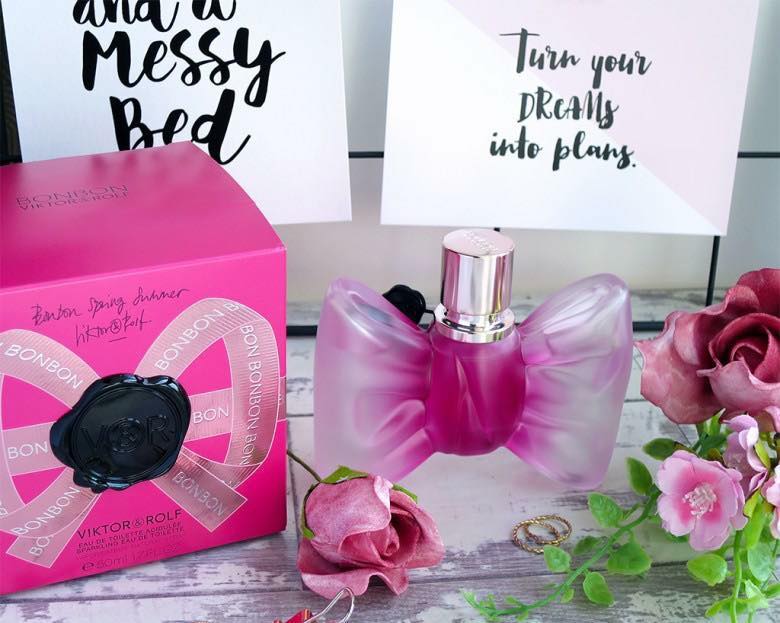 and a
Messy
Bed
Turn your
DREAMS
into plans.
BONBON
VIKTOR&ROLF
Bonbon Spring Summer
Viktor&Rolf
BONBON
BONBON
BON BONBON BON
BON
BON
BONBON
BONBON
V&R
VIKTOR&ROLF
EAU DE TOILETTE ACIDULÉE
SPARKLING EAU DE TOILETTE